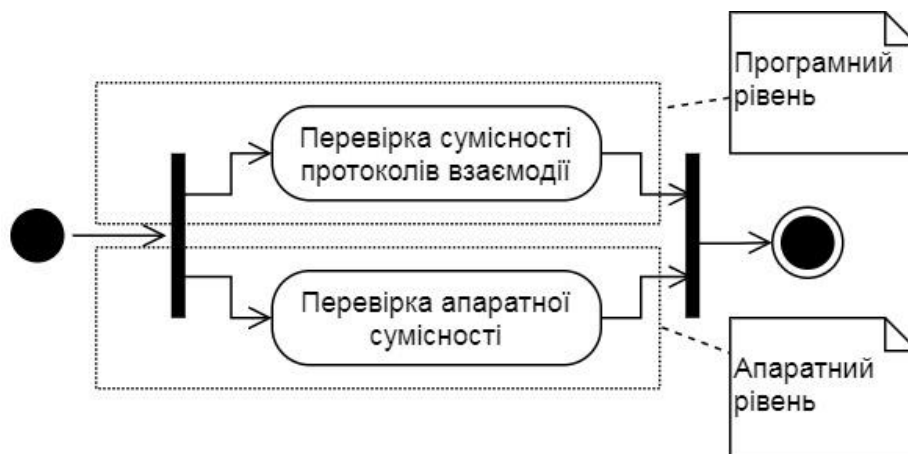 Програмний
рівень
Перевірка сумісності
протоколів взаємодії
Перевірка апаратної
сумісності
Апаратний
рівень